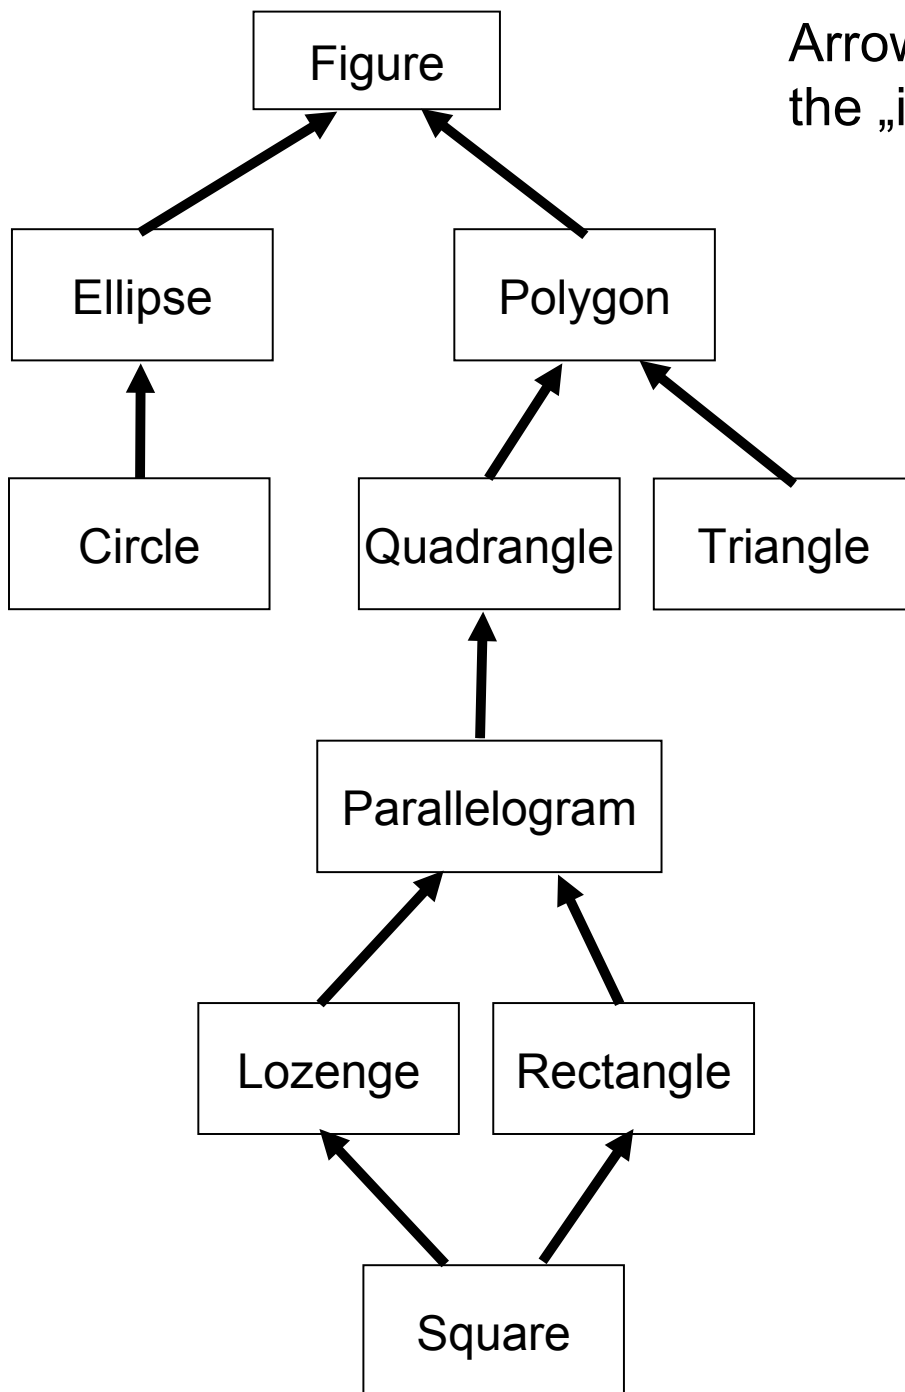 Figure
the „i
Ellipse
Polygon
Circle
Quadrangle
Triangle
Parallelogram
Lozenge
Rectangle
Square